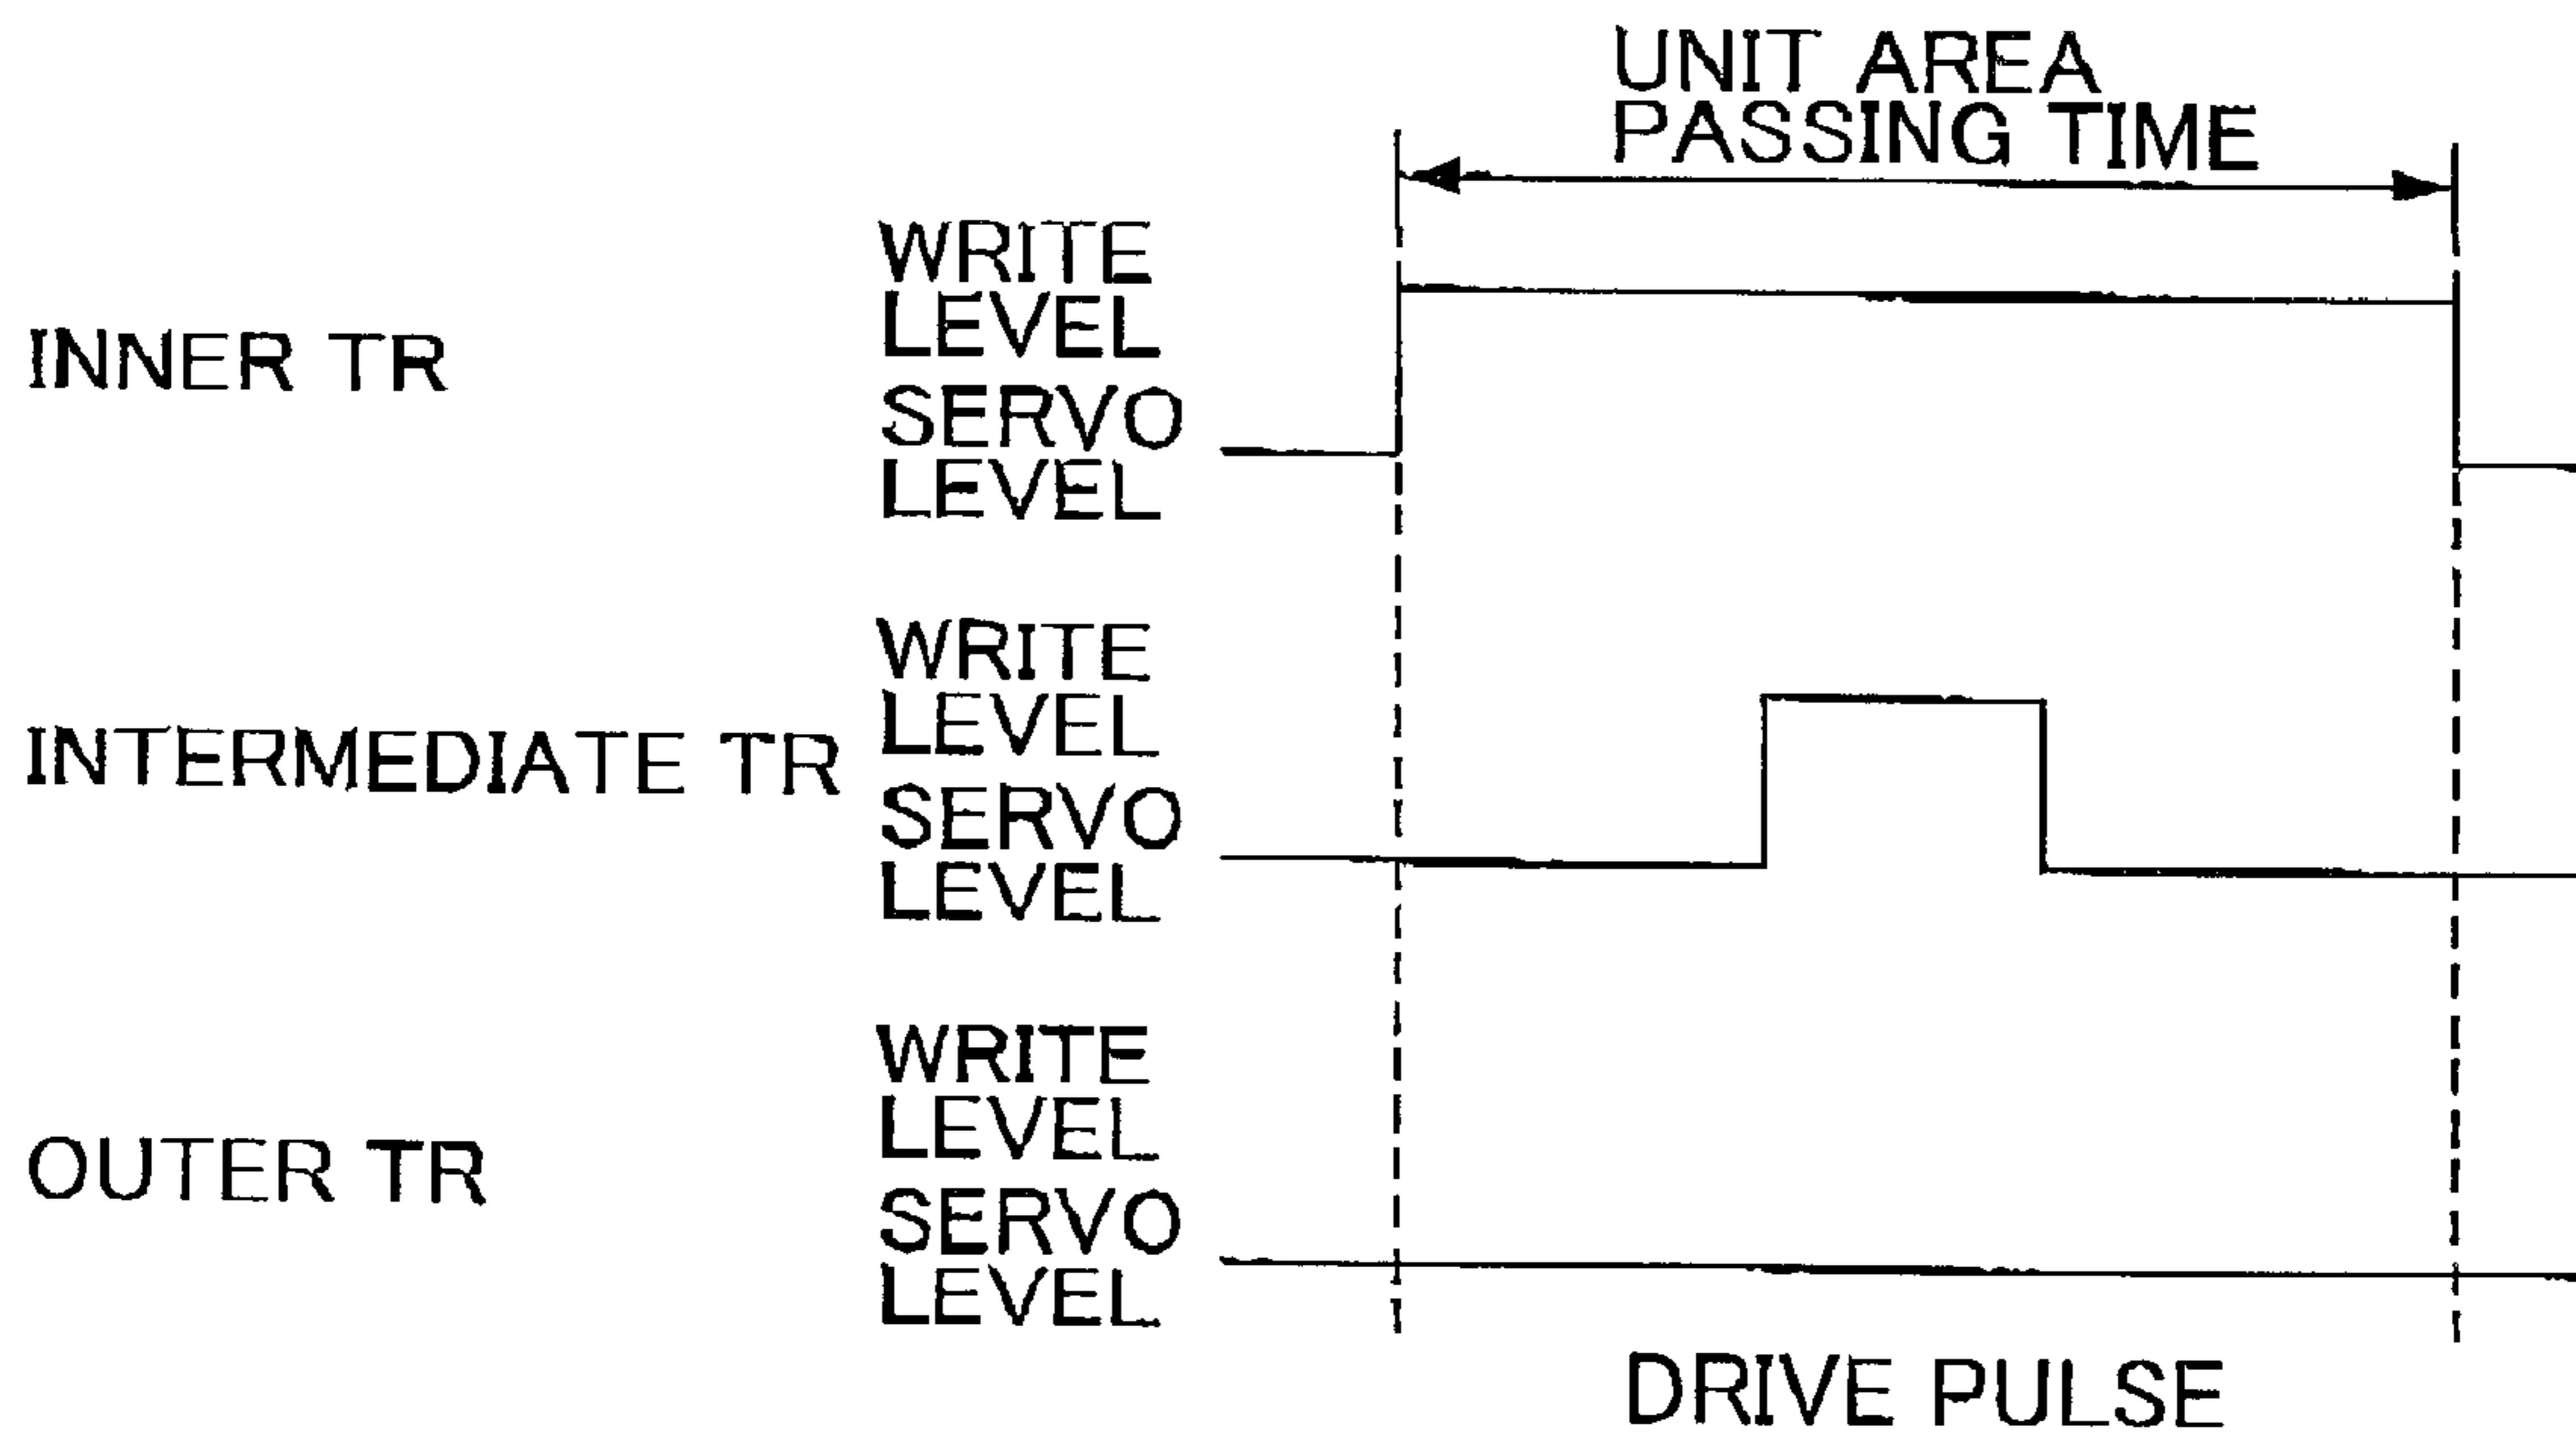 UNIT AREA
PASSING TIME
INNER TR
WRITE
LEVEL
SERVO
LEVEL
INTERMEDIATE TR
WRITE
LEVEL
SERVO
LEVEL
OUTER TR
WRITE
LEVEL
SERVO
LEVEL
DRIVE PULSE